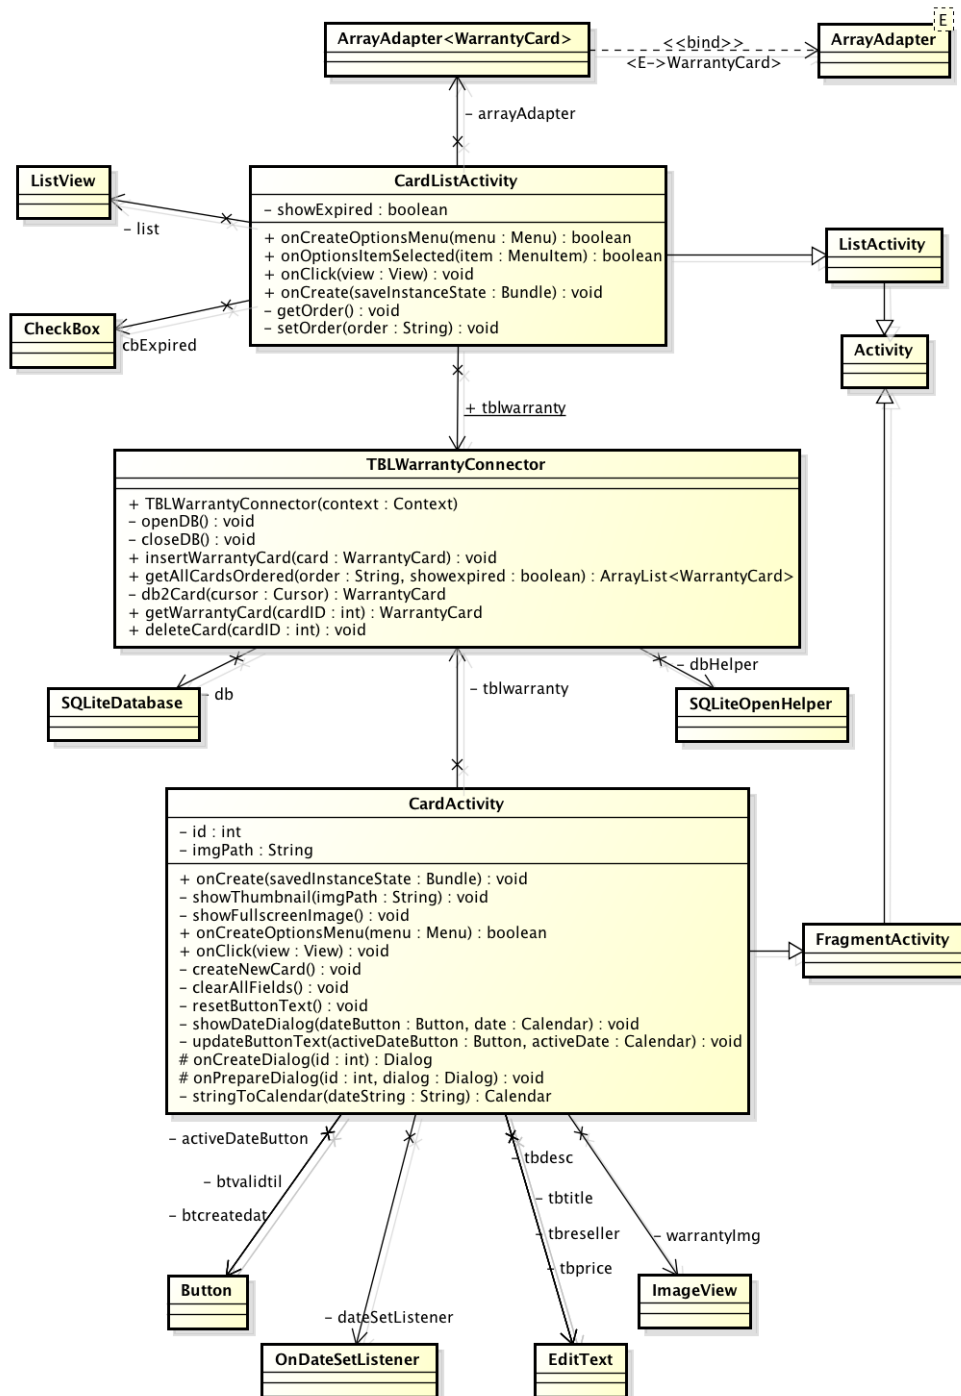 E
ArrayAdapter<WarrantyCard>
<<bind>>
<E->WarrantyCard>
ArrayAdapter
- arrayAdapter
ListView
- list
CardListActivity
- showExpired : boolean
+ onCreateOptionsMenu(menu : Menu) : boolean
+ onOptionsItemSelected(item : MenuItem) : boolean
+ onClick(view : View) : void
+ onCreate(saveInstanceState : Bundle) : void
- getOrder() : void
- setOrder(order : String) : void
ListActivity
CheckBox
cbExpired
Activity
+ tblwarranty
TBLWarrantyConnector
+ TBLWarrantyConnector(context : Context)
- openDB() : void
- closeDB() : void
+ insertWarrantyCard(card : WarrantyCard) : void
+ getAllCardsOrdered(order : String, showexpired : boolean) : ArrayList<WarrantyCard>
- db2Card(cursor : Cursor) : WarrantyCard
+ getWarrantyCard(cardID : int) : WarrantyCard
+ deleteCard(cardID : int) : void
- dbHelper
- tblwarranty
- db
SQLiteDatabase
SQLiteOpenHelper
CardActivity
- id : int
- imgPath : String
+ onCreate(savedInstanceState : Bundle) : void
- showThumbnail(imgPath : String) : void
- showFullscreenImage() : void
+ onCreateOptionsMenu(menu : Menu) : boolean
+ onClick(view : View) : void
- createNewCard() : void
- clearAllFields() : void
- resetButtonText() : void
- showDateDialog(dateButton : Button, date : Calendar) : void
- updateButtonText(activeDateButton : Button, activeDate : Calendar) : void
# onCreateDialog(id : int) : Dialog
# onPrepareDialog(id : int, dialog : Dialog) : void
- stringToCalendar(dateString : String) : Calendar
FragmentActivity
- activeDateButton
- btvalidtil
- btcreatedat
- tbdesc
- tbtitle
- tbreseller
- tbprice
- warrantyImg
Button
- dateSetListener
ImageView
OnDateSetListener
EditText